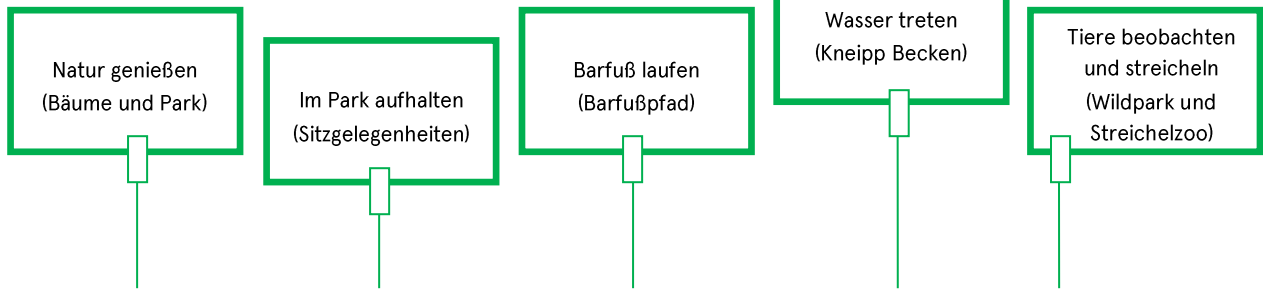 Natur genießen
(Bäume und Park)
Im Park aufhalten
(Sitzgelegenheiten)
Barfuß laufen
(Barfußpfad)
Wasser treten
(Kneipp Becken)
Tiere beobachten
und streicheln
(Wildpark und
Streichelzoo)